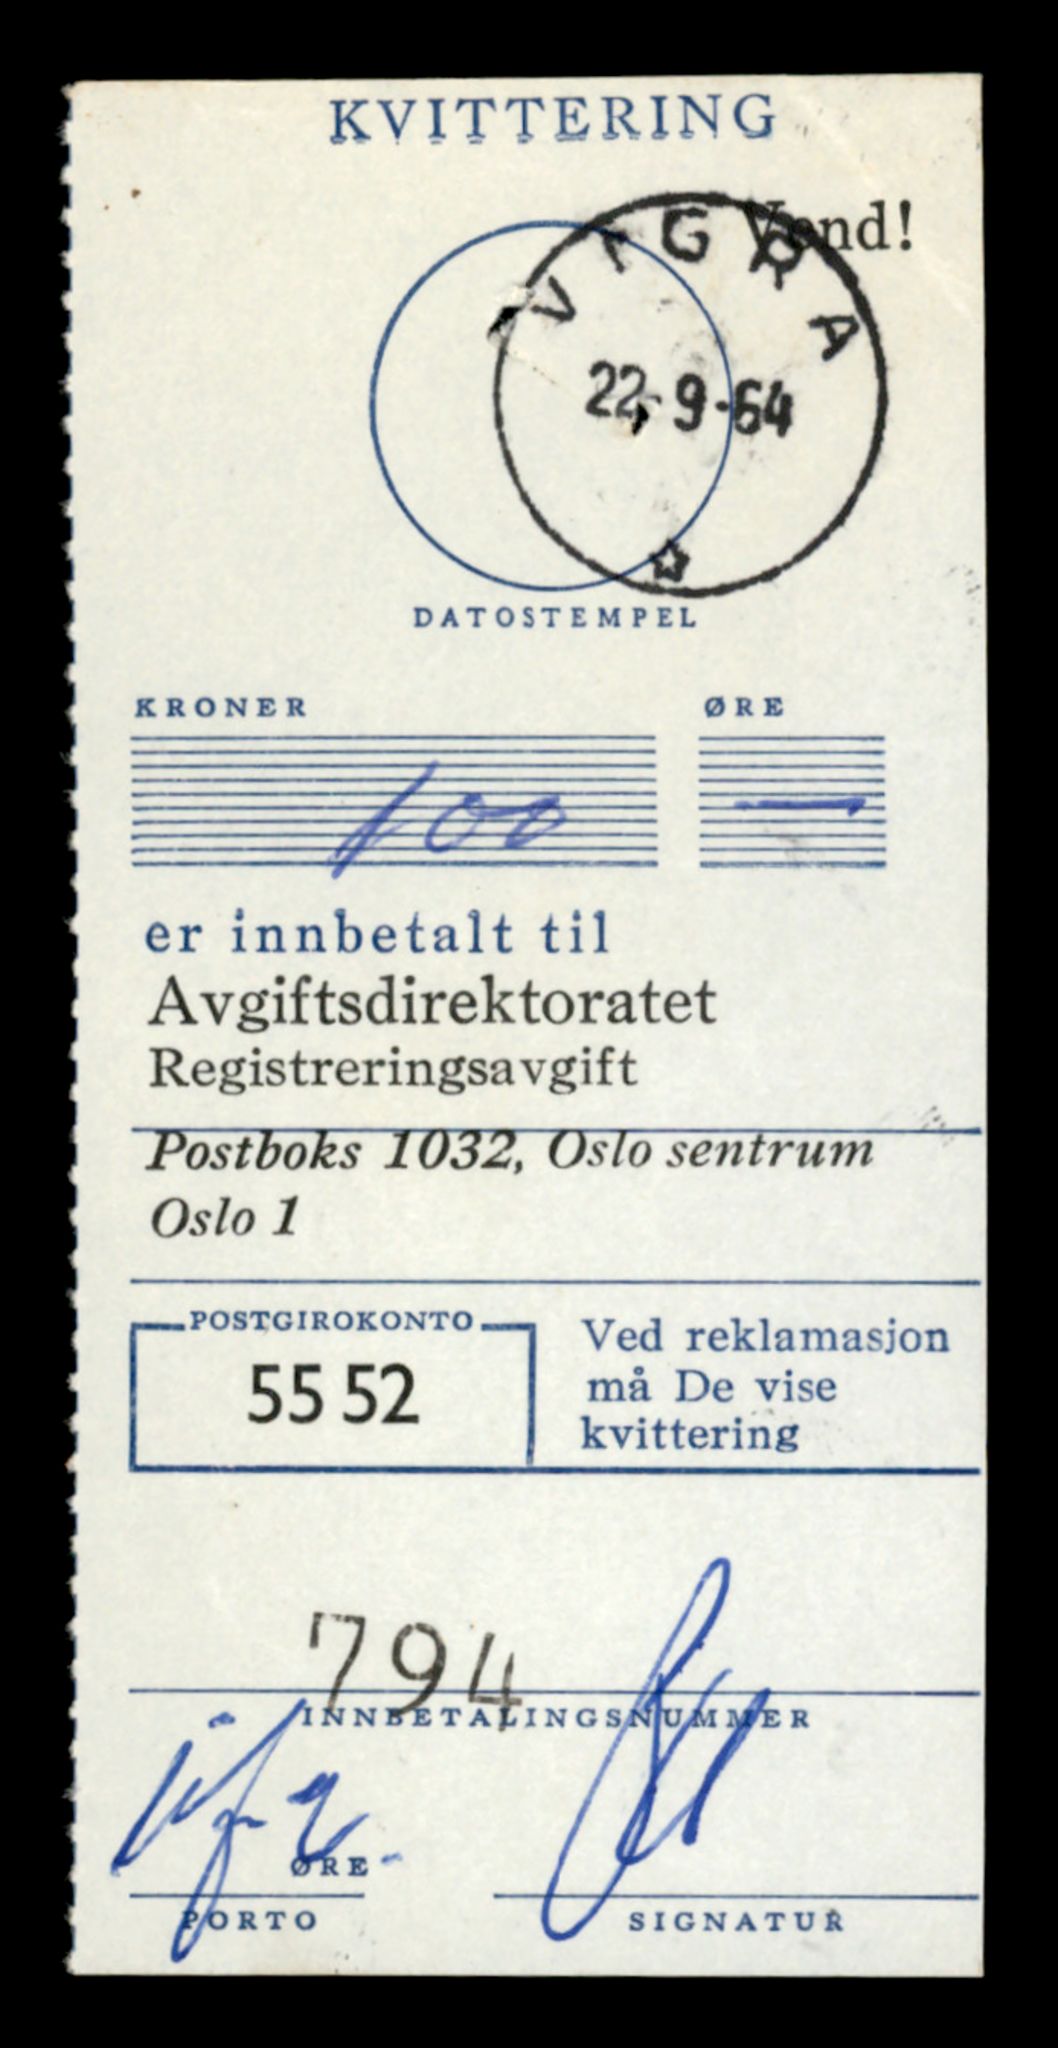 KVITTERING
Vend!
VIGRA
22-9-64
DATOSTEMPEL
KRONER ØRE
100 —
er innbetalt til
Avgiftsdirektoratet
Registreringsavgift
Postboks 1032, Oslo sentrum
Oslo 1
POSTGIROKONTO
55 52
Ved reklamasjon
må De vise
kvittering
794
INNBETALINGSNUMMER
ØRE
PORTO SIGNATUR